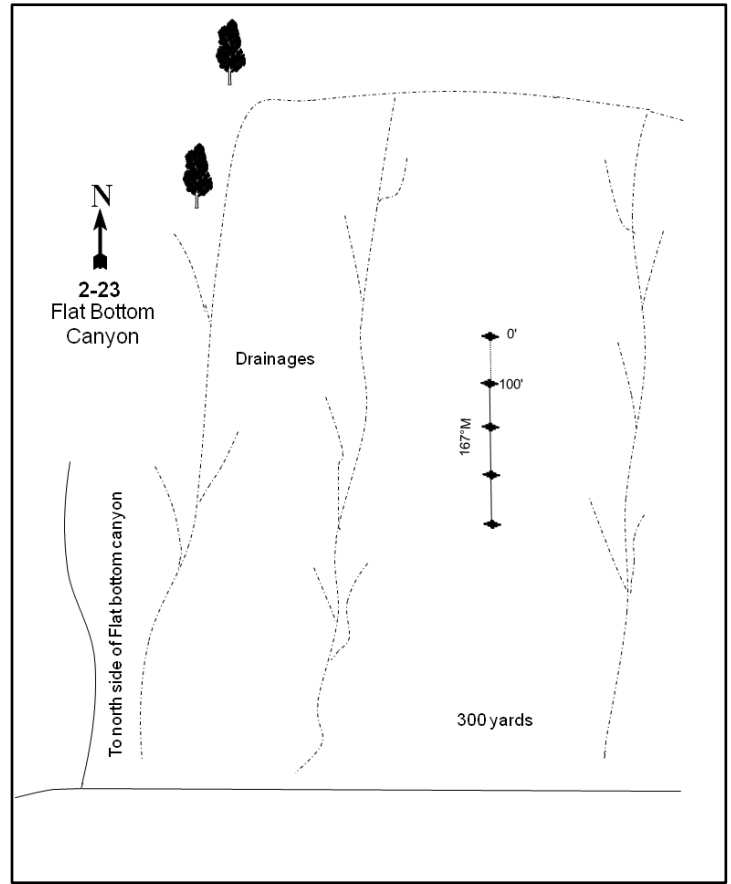 N
2-23
Flat Bottom
Canyon
Drainages
0'
100'
167°M
To north side of Flat bottom canyon
300 yards